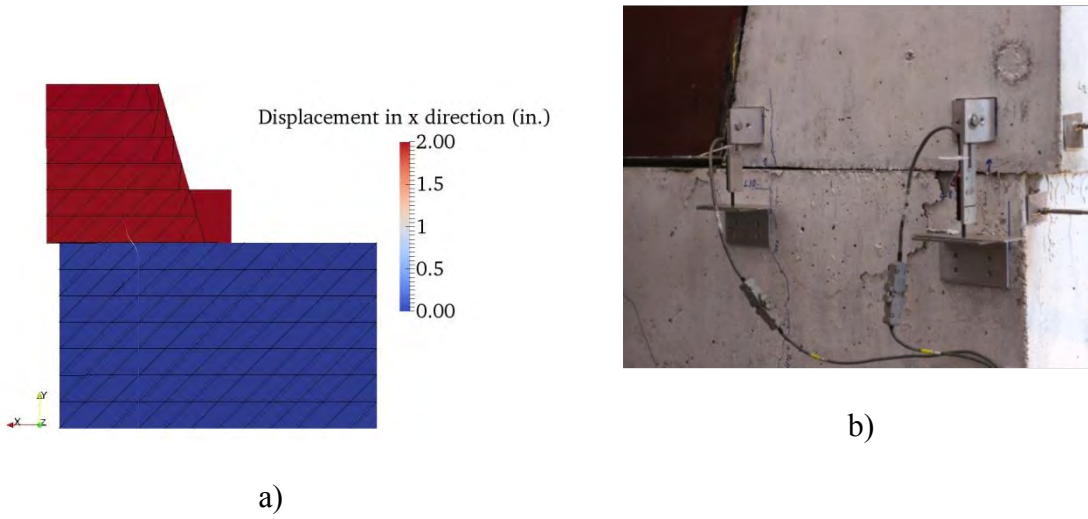 Displacement in x direction (in.)
2.00
1.5
1
0.5
0.00
Y
X
Z
a)
b)